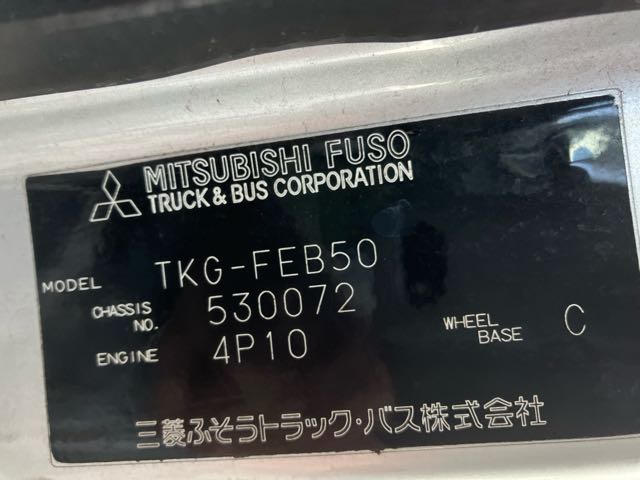 MITSUBISHI FUSO
TRUCK & BUS CORPORATION
MODEL TKG-FEB50
CHASSIS NO. 530072
ENGINE 4P10
WHEEL BASE C
三菱ふそうトラック・バス株式会社